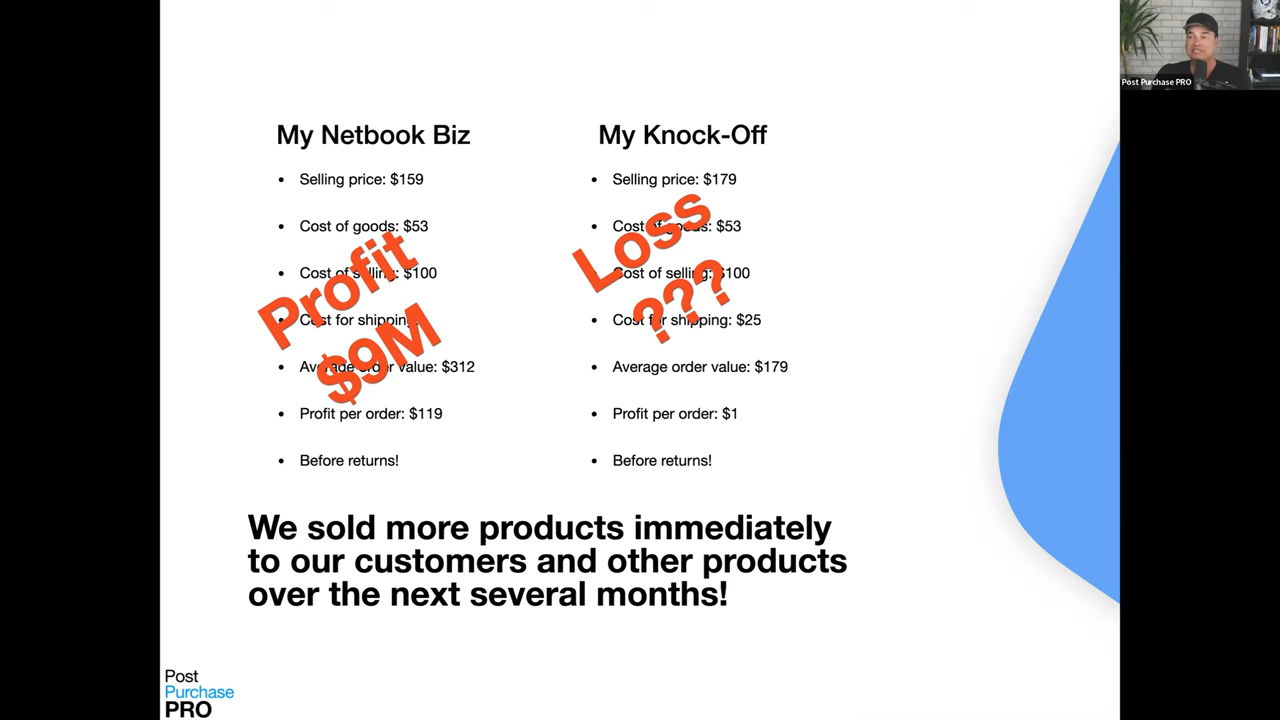 Post Purchase PRO
My Netbook Biz
• Selling price: $159
• Cost of goods: $53
• Cost of selling: $100
• Cost for shipping:
• Average order value: $312
• Profit per order: $119
• Before returns!
Profit
$9M
My Knock-Off
• Selling price: $179
• Cost of goods: $53
• Cost of selling: $100
• Cost for shipping: $25
• Average order value: $179
• Profit per order: $1
• Before returns!
Loss
???
We sold more products immediately
to our customers and other products
over the next several months!
Post
Purchase
PRO